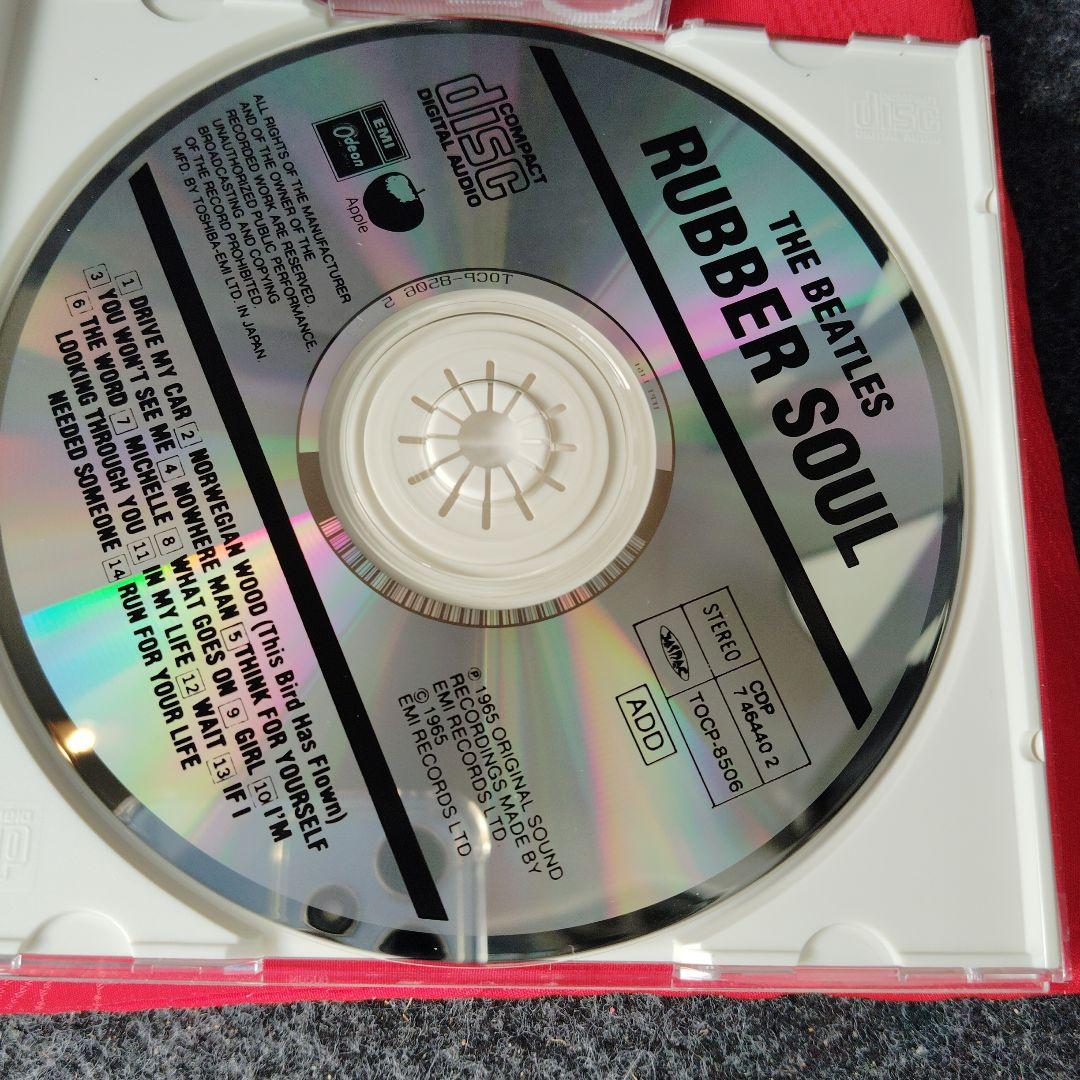 THE BEATLES
RUBBER SOUL
COMPACT
disc
DIGITAL AUDIO
EMI
Odeon
Apple
ALL RIGHTS OF THE MANUFACTURER
AND OF THE OWNER OF THE
RECORDED WORK ARE RESERVED.
UNAUTHORIZED PUBLIC PERFORMANCE.
BROADCASTING AND COPYING
OF THE RECORD PROHIBITED.
MFD. BY TOSHIBA-EMI LTD. IN JAPAN.
TOCP-8506 2
STEREO
CDP
7 46440 2
TOCP-8506
ADD
1 DRIVE MY CAR 2 NORWEGIAN WOOD (This Bird Has Flown)
3 YOU WON'T SEE ME 4 NOWHERE MAN 5 THINK FOR YOURSELF
6 THE WORD 7 MICHELLE 8 WHAT GOES ON 9 GIRL 10 I'M
LOOKING THROUGH YOU 11 IN MY LIFE 12 WAIT 13 IF I
NEEDED SOMEONE 14 RUN FOR YOUR LIFE
℗ 1965 ORIGINAL SOUND
RECORDINGS MADE BY
EMI RECORDS LTD.
© 1965
EMI RECORDS LTD
disc